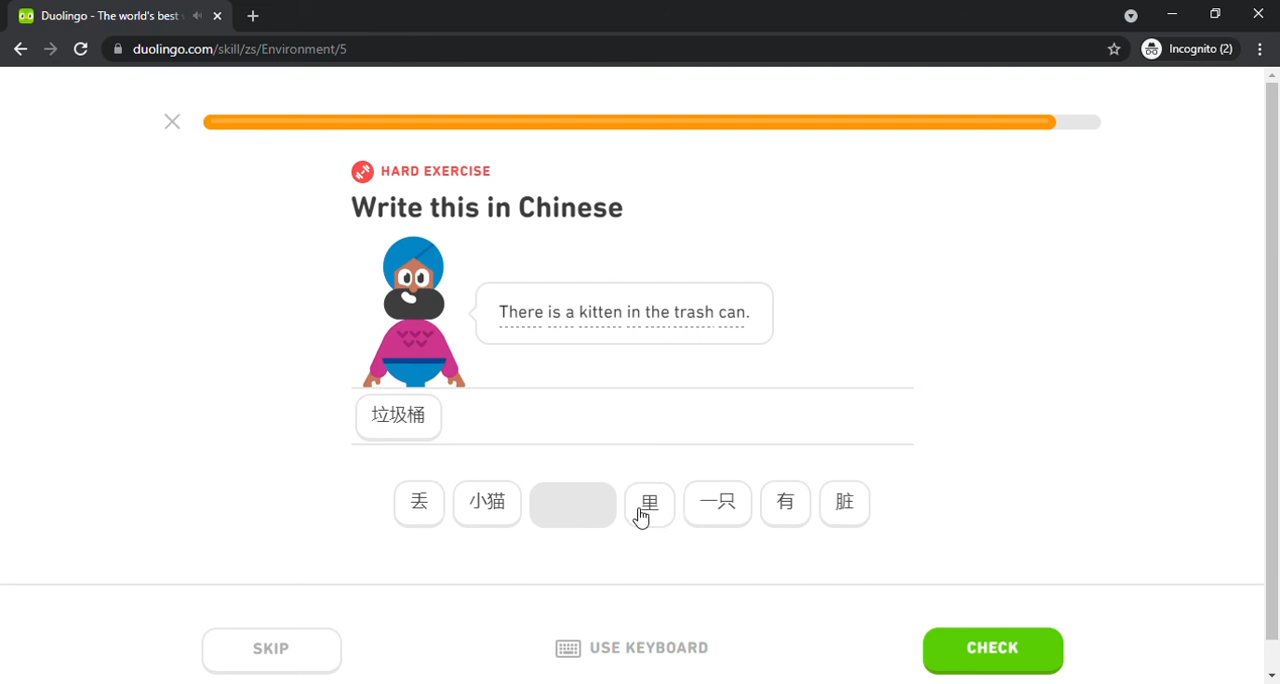 Duolingo - The world's best
duolingo.com/skill/zs/Environment/5
Incognito (2)
HARD EXERCISE
Write this in Chinese
There is a kitten in the trash can.
垃圾桶
丢 小猫 里 一只 有 脏
SKIP
USE KEYBOARD
CHECK